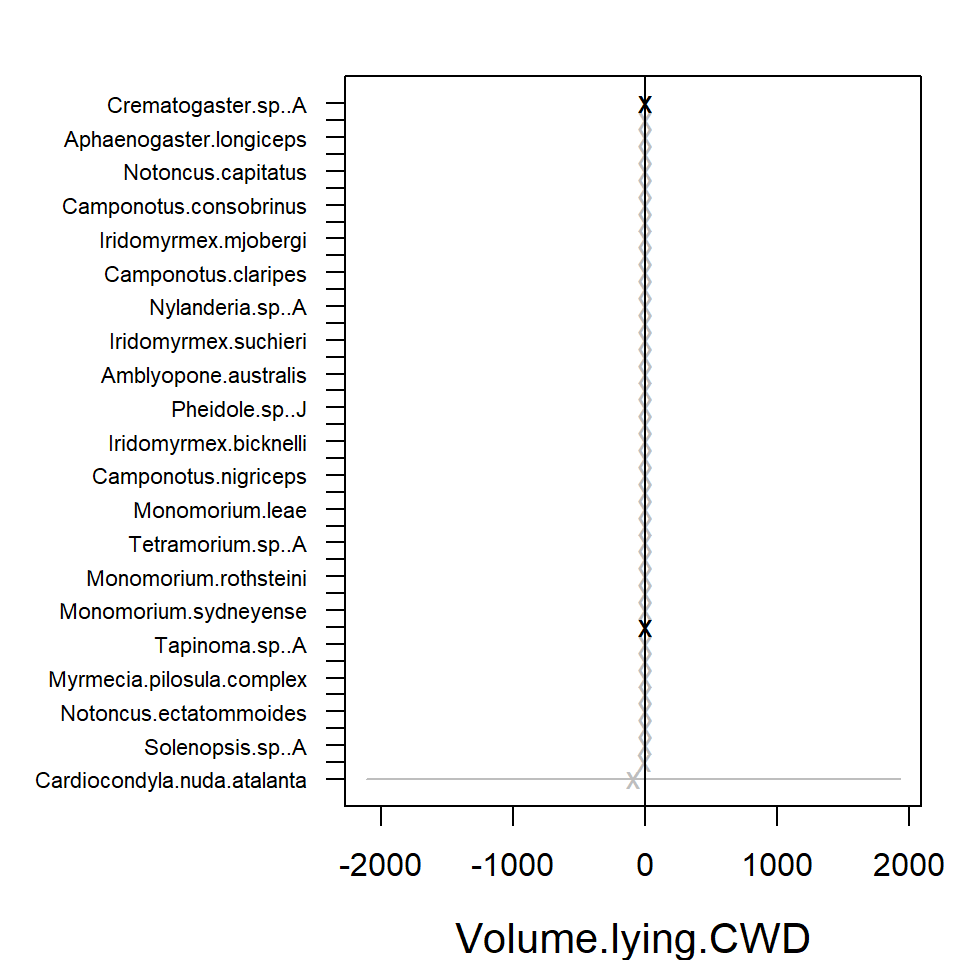 Crematogaster.sp..A
Aphaenogaster.longiceps
Notoncus.capitatus
Camponotus.consobrinus
Iridomyrmex.mjobergi
Camponotus.claripes
Nylanderia.sp..A
Iridomyrmex.suchieri
Amblyopone.australis
Pheidole.sp..J
Iridomyrmex.bicknelli
Camponotus.nigriceps
Monomorium.leae
Tetramorium.sp..A
Monomorium.rothsteini
Monomorium.sydneyense
Tapinoma.sp..A
Myrmecia.pilosula.complex
Notoncus.ectatommoides
Solenopsis.sp..A
Cardiocondyla.nuda.atalanta
-2000 -1000 0 1000 2000
Volume.lying.CWD